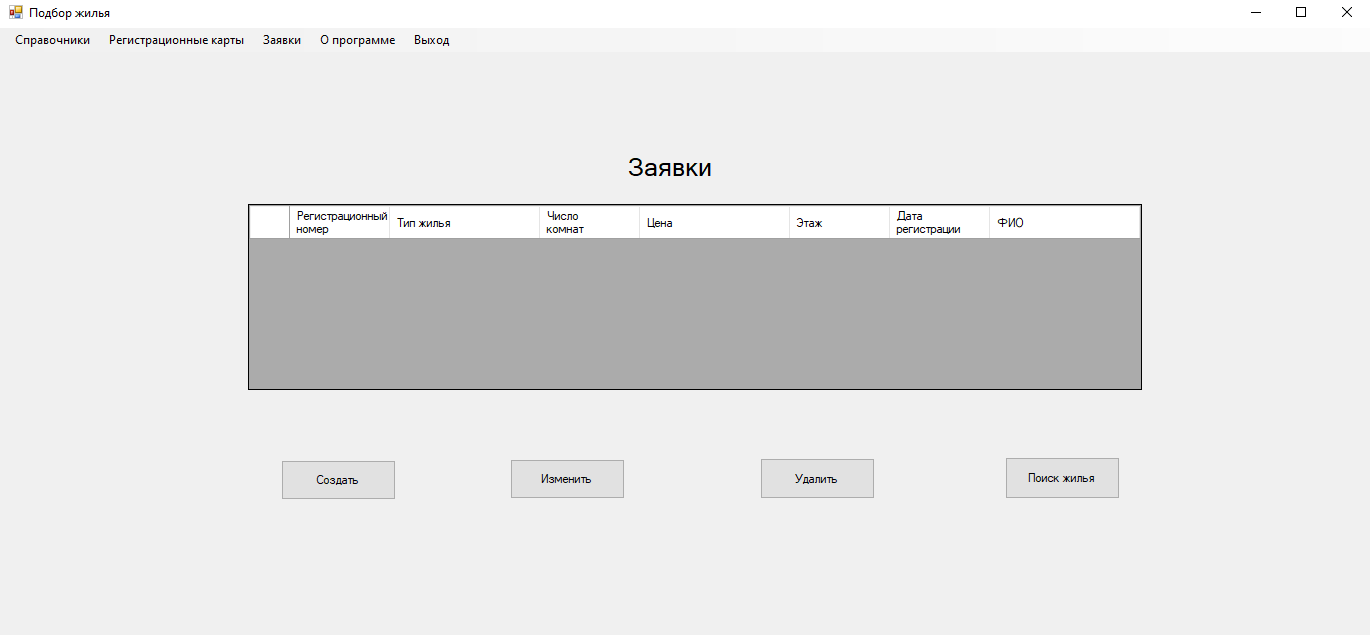 Подбор жилья
Справочники Регистрационные карты Заявки О программе Выход
Заявки
Регистрационный
номер
Тип жилья
Число
комнат
Цена
Этаж
Дата
регистрации
ФИО
Создать
Изменить
Удалить
Поиск жилья